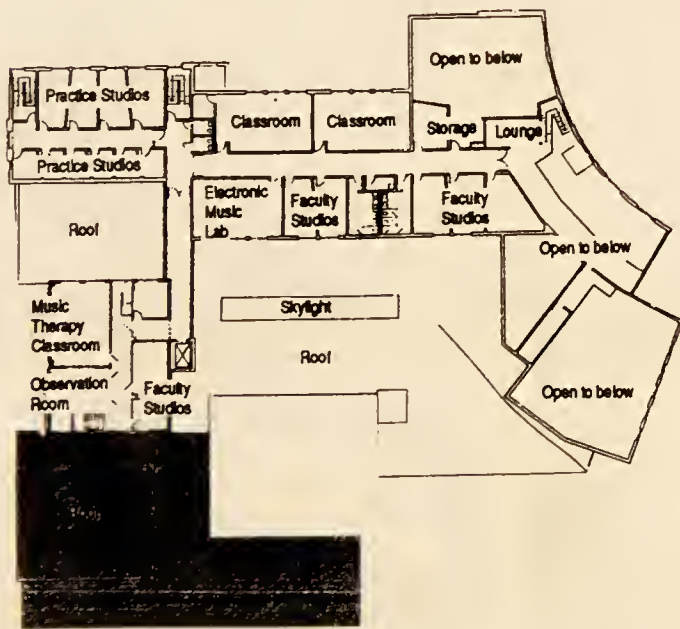 Open to below
Practice Studios
Classroom
Classroom
Storage
Lounge
Practice Studios
Electronic
Music
Lab
Faculty
Studios
Faculty
Studios
Roof
Open to below
Music
Therapy
Classroom
Skylight
Roof
Observation
Room
Faculty
Studios
Open to below